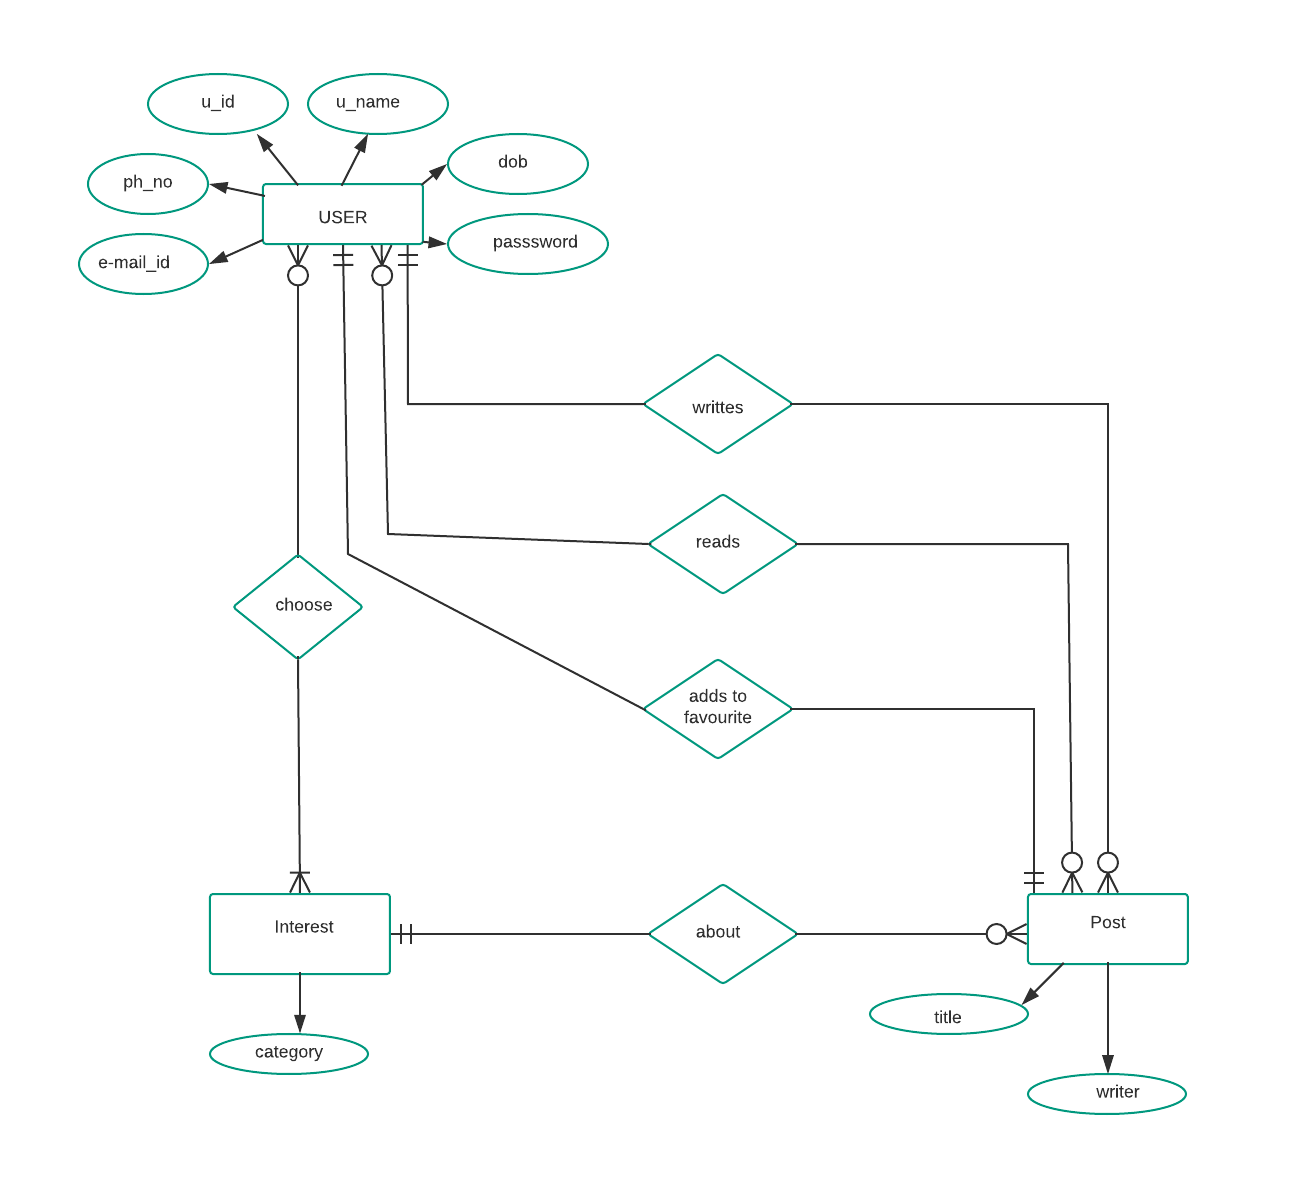 u_id
u_name
dob
ph_no
USER
passsword
e-mail_id
writtes
reads
choose
adds to
favourite
Interest
about
Post
title
category
writer